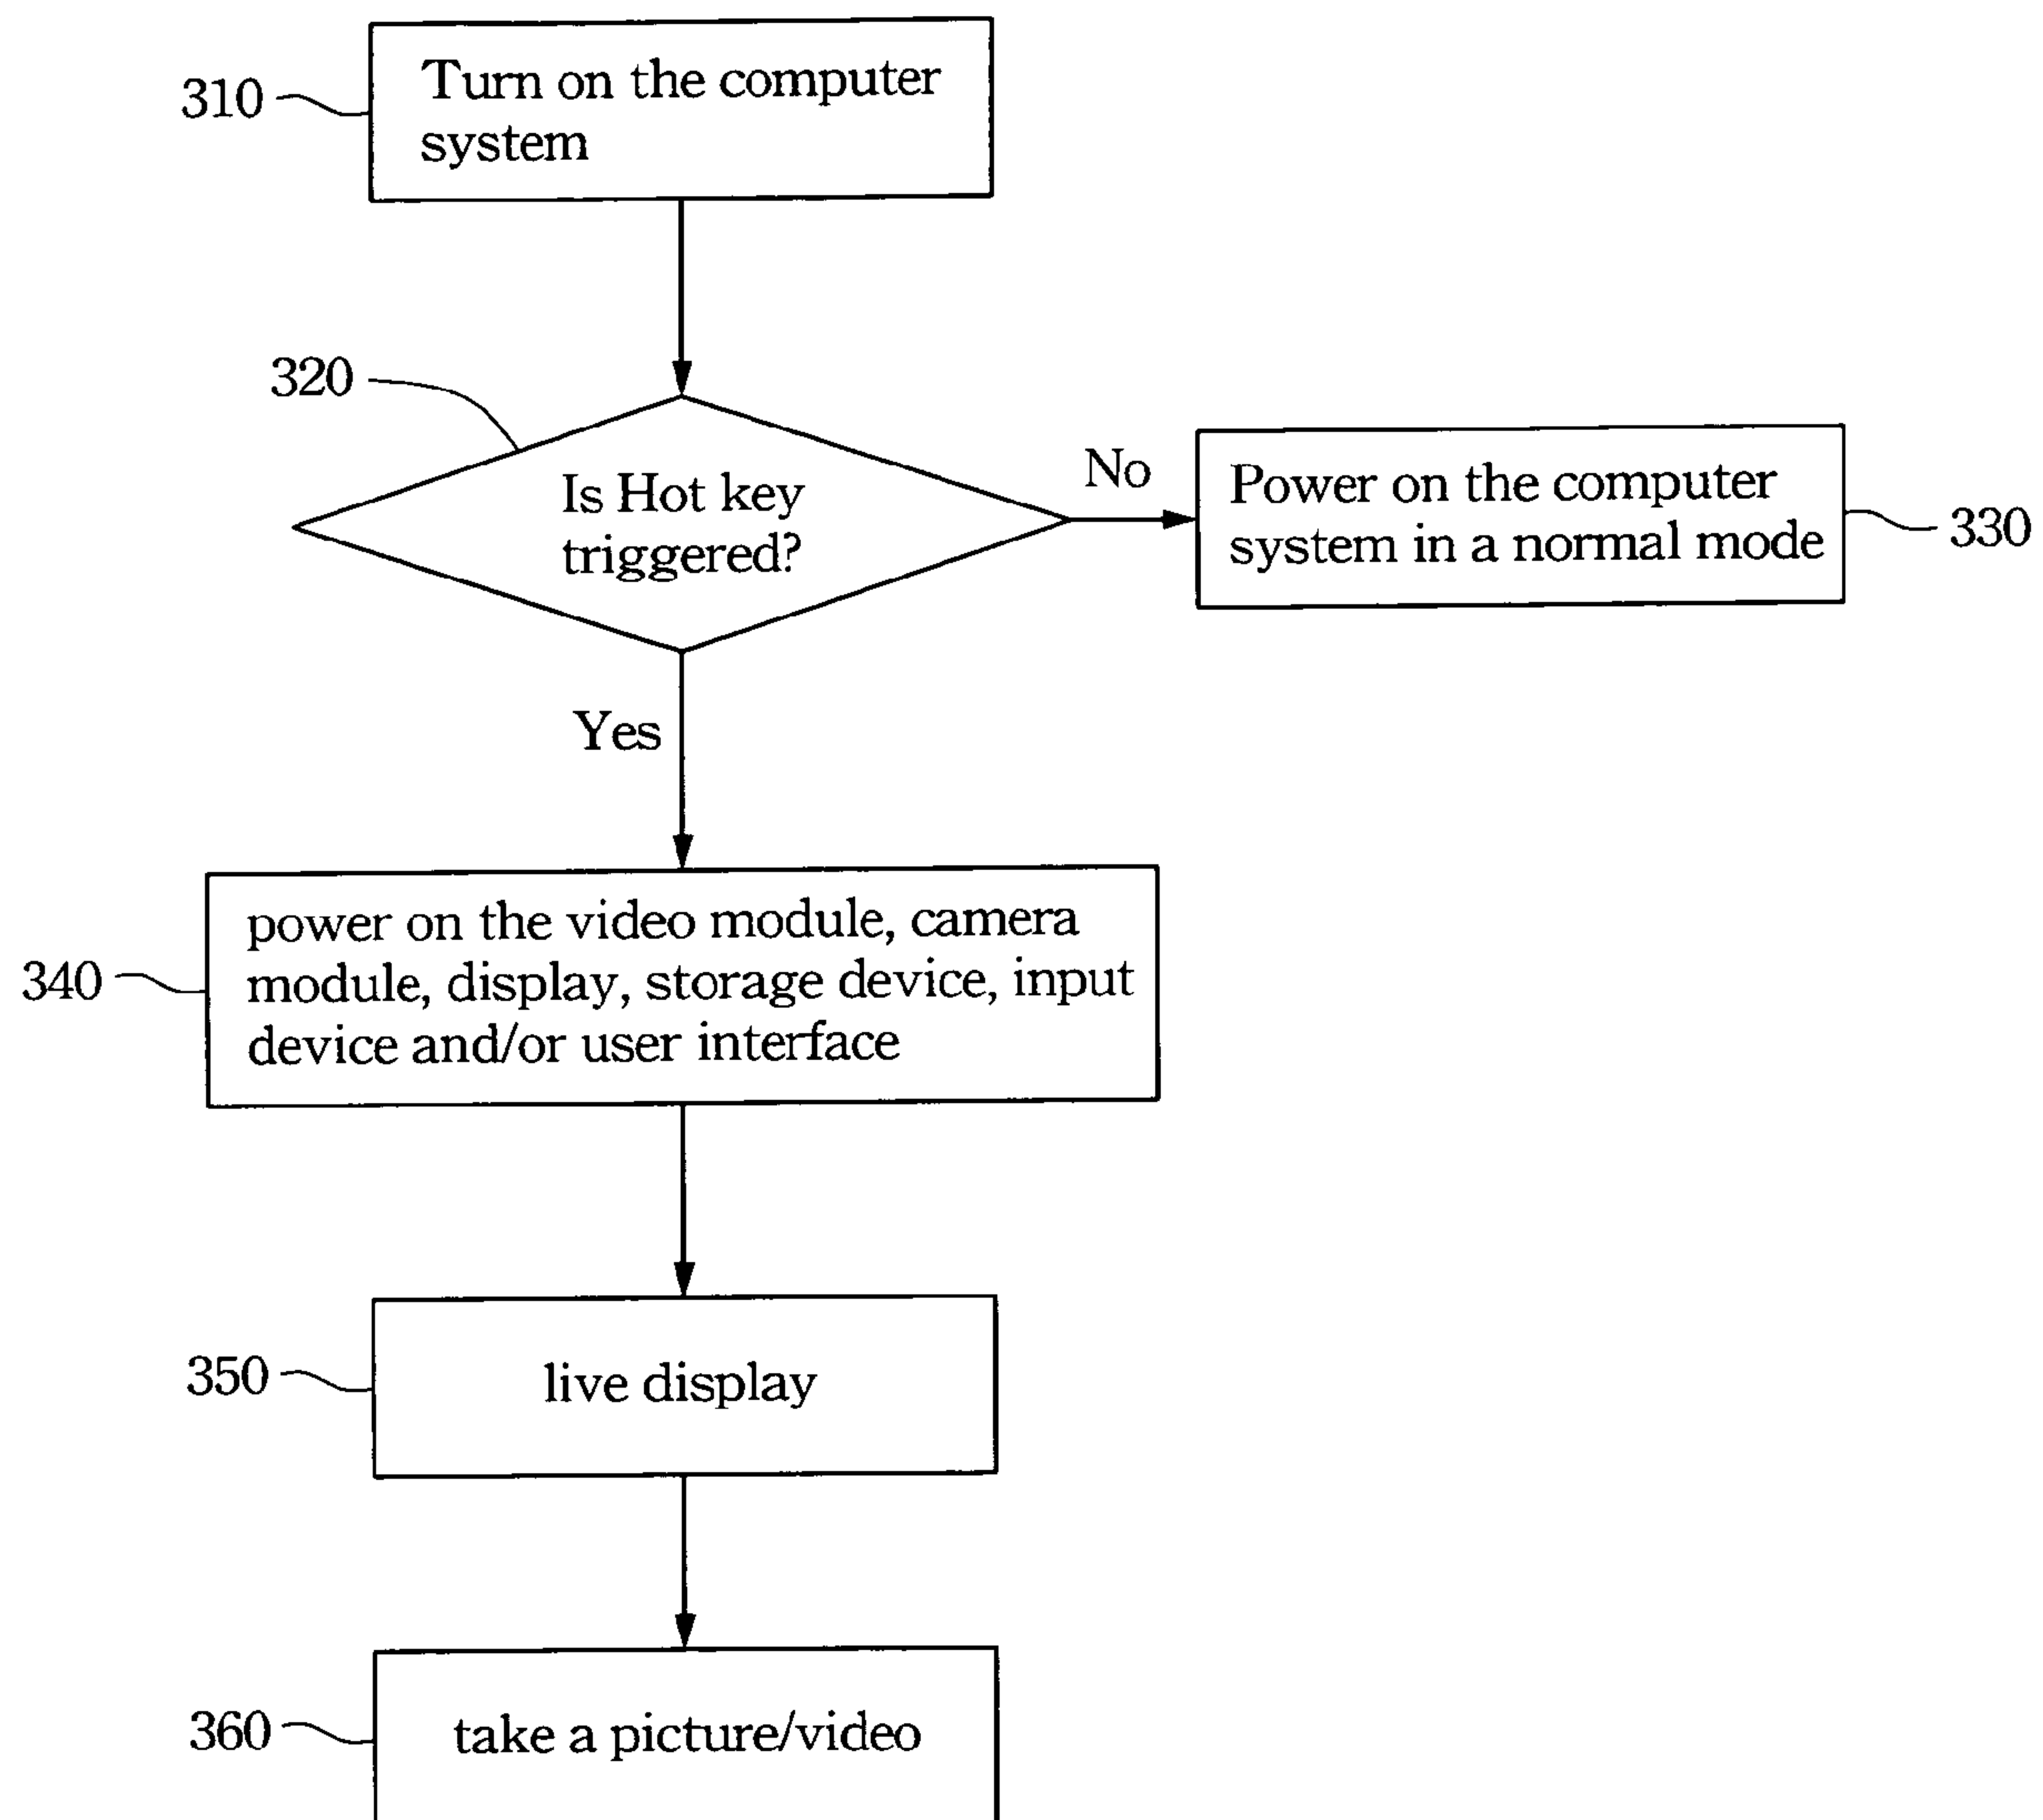 310
Turn on the computer
system
320
Is Hot key
triggered?
No
Power on the computer
system in a normal mode
330
Yes
340
power on the video module, camera
module, display, storage device, input
device and/or user interface
350
live display
360
take a picture/video